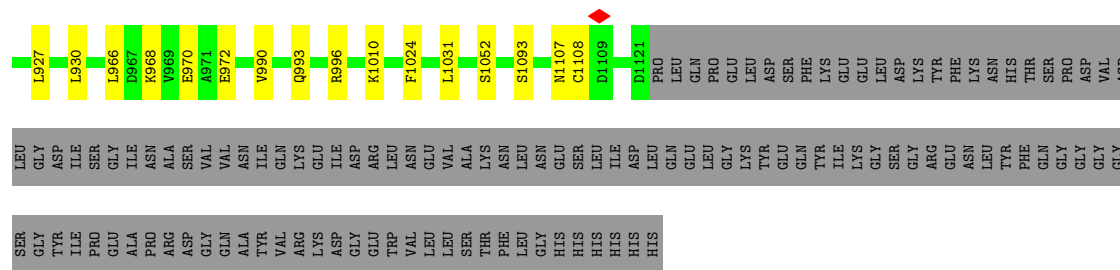 L927 L930 L966 D967 K968 V969 E970 A971 E972 V990 Q993 R996 K1010 F1024 L1031 S1052 S1093 N1107 C1108 D1109 D1121 PRO LEU GLN PRO GLU LEU ASP SER PHE LYS GLU GLU LEU ASP LYS TYR PHE LYS ASN HIS THR SER PRO ASP VAL
LEU GLY ASP ILE SER GLY ILE ASN ALA SER VAL VAL ASN ILE GLN LYS GLU ILE ASP ARG LEU ASN GLU VAL ALA LYS ASN LEU ASN GLU SER LEU ILE ASP LEU GLN GLU LEU GLY LYS TYR GLU GLN TYR ILE LYS GLY SER GLY ARG GLU ASN LEU TYR PHE GLN GLY GLY GLY GLY
SER GLY TYR ILE PRO GLU ALA PRO ARG ASP GLY GLN ALA TYR VAL ARG LYS ASP GLY GLU TRP VAL LEU LEU SER THR PHE LEU GLY HIS HIS HIS HIS HIS HIS